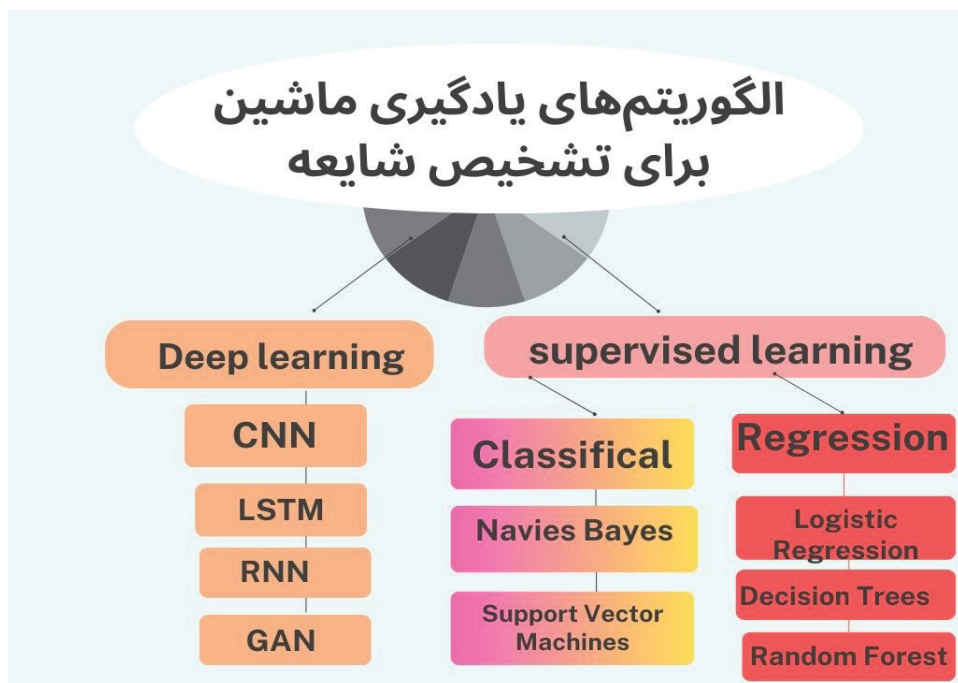 الگوریتم‌های یادگیری ماشین
برای تشخیص شایعه
Deep learning
CNN
LSTM
RNN
GAN
supervised learning
Classifical
Navies Bayes
Support Vector
Machines
Regression
Logistic
Regression
Decision Trees
Random Forest